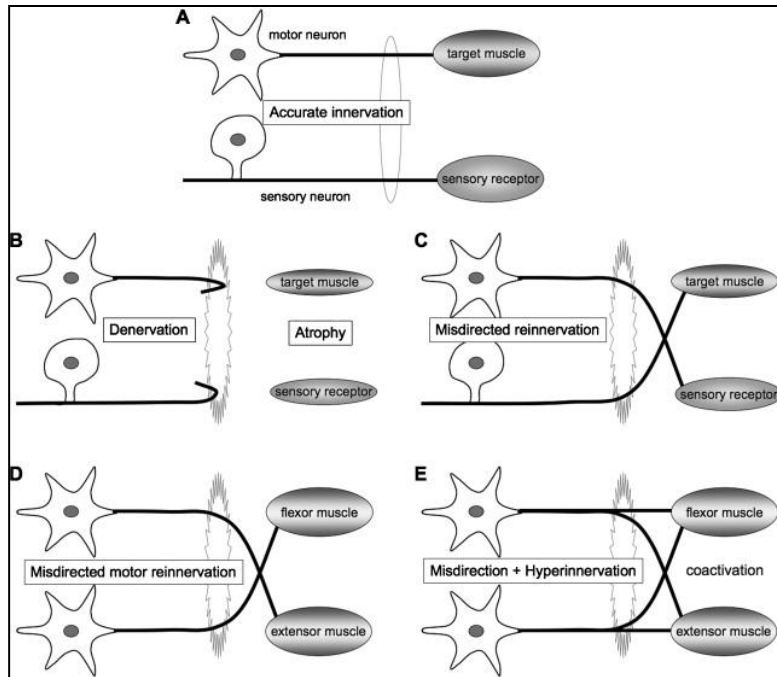 A
motor neuron
target muscle
Accurate innervation
sensory receptor
sensory neuron
B
target muscle
Denervation
Atrophy
sensory receptor
C
target muscle
Misdirected reinnervation
sensory receptor
D
flexor muscle
Misdirected motor reinnervation
extensor muscle
E
flexor muscle
Misdirection + Hyperinnervation
coactivation
extensor muscle